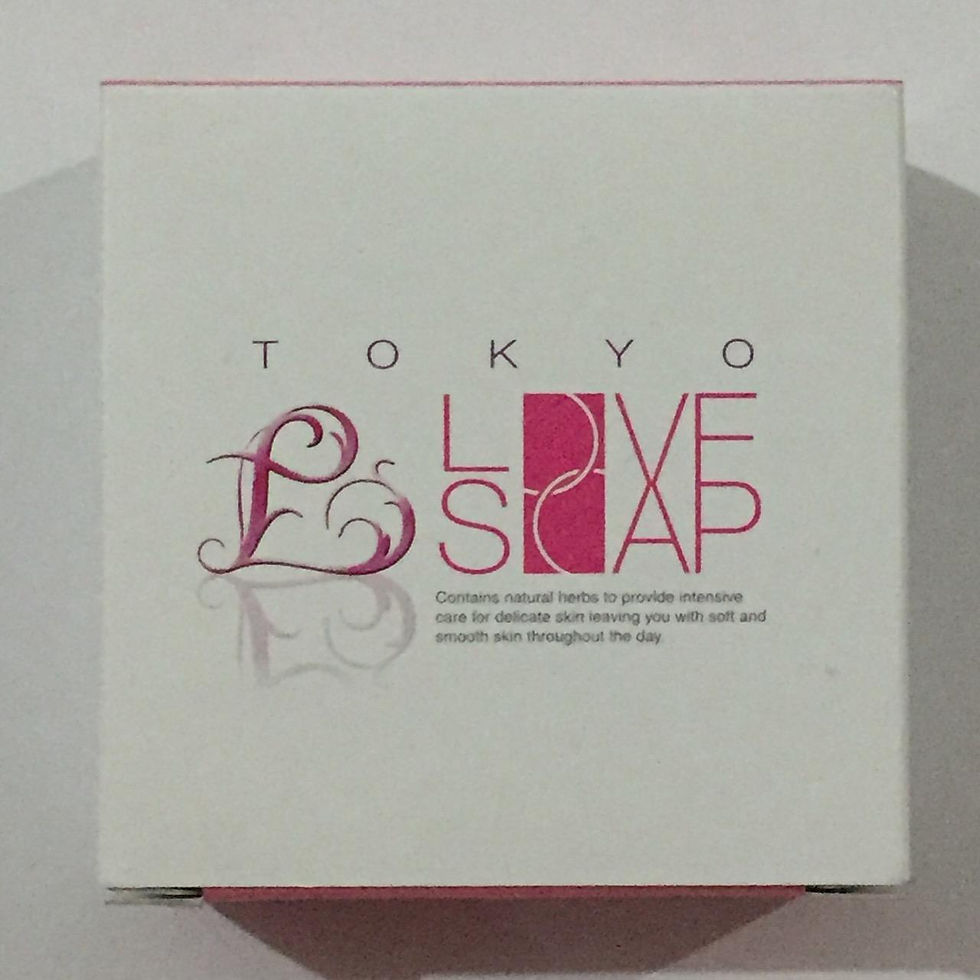 TOKYO
LOVE
SOAP
LS
Contains natural herbs to provide intensive
care for delicate skin leaving you with soft and
smooth skin throughout the day